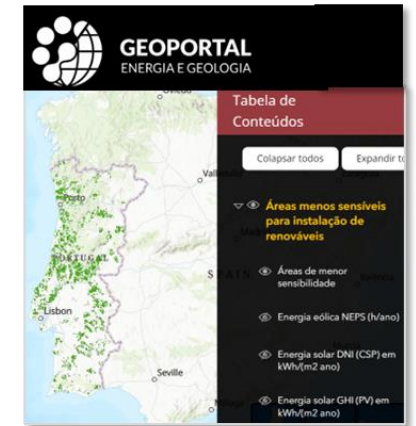 GEOPORTAL
ENERGIA E GEOLOGIA
Tabela de
Conteúdos
Colapsar todos
Expandir
Áreas menos sensíveis
para instalação de
renováveis
Porto
PORTUGAL
SPAIN
Áreas de menor
sensibilidade
Lisbon
Energia eólica NEPS (h/ano)
Energia solar DNI (CSP) em
kWh/(m2 ano)
Seville
Energia solar GHI (PV) em
kWh/(m2 ano)